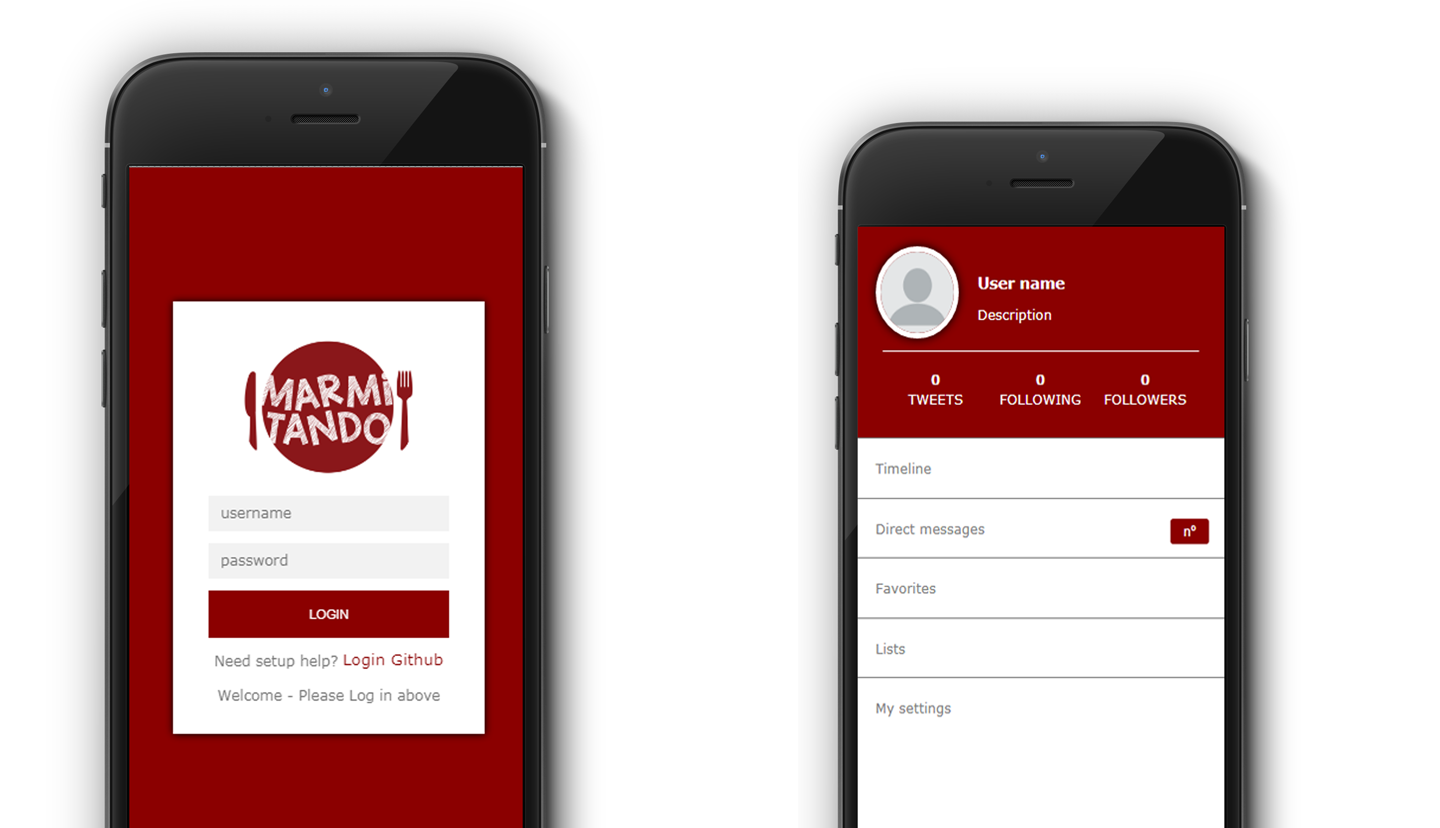 MARMi
TANDO
username
password
LOGIN
Need setup help? Login Github
Welcome - Please Log in above
User name
Description
0 0 0
TWEETS FOLLOWING FOLLOWERS
Timeline
Direct messages nº
Favorites
Lists
My settings